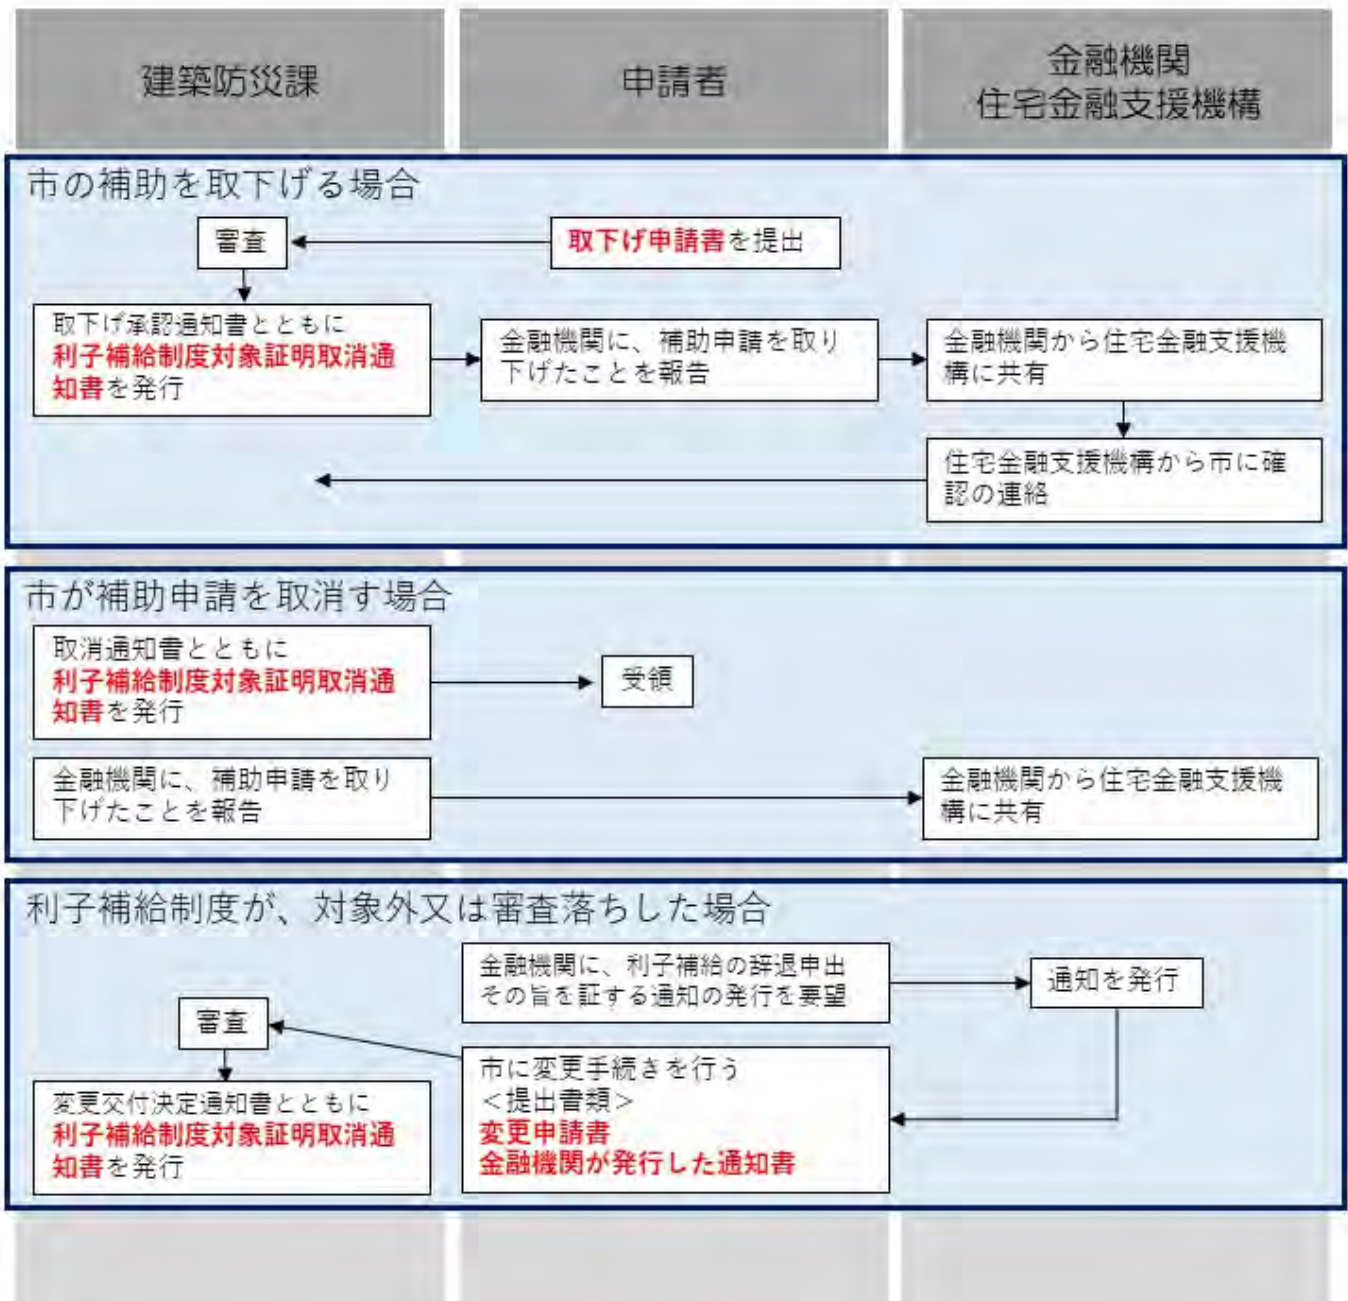 建築防災課
申請者
金融機関
住宅金融支援機構
市の補助を取下げる場合
審査
取下げ申請書を提出
取下げ承認通知書とともに
利子補給制度対象証明取消通
知書を発行
金融機関に、補助申請を取り
下げたことを報告
金融機関から住宅金融支援機
構に共有
住宅金融支援機構から市に確
認の連絡
市が補助申請を取消す場合
取消通知書とともに
利子補給制度対象証明取消通
知書を発行
受領
金融機関に、補助申請を取り
下げたことを報告
金融機関から住宅金融支援機
構に共有
利子補給制度が、対象外又は審査落ちした場合
金融機関に、利子補給の辞退申出
その旨を証する通知の発行を要望
通知を発行
審査
市に変更手続きを行う
＜提出書類＞
変更申請書
金融機関が発行した通知書
変更交付決定通知書とともに
利子補給制度対象証明取消通
知書を発行